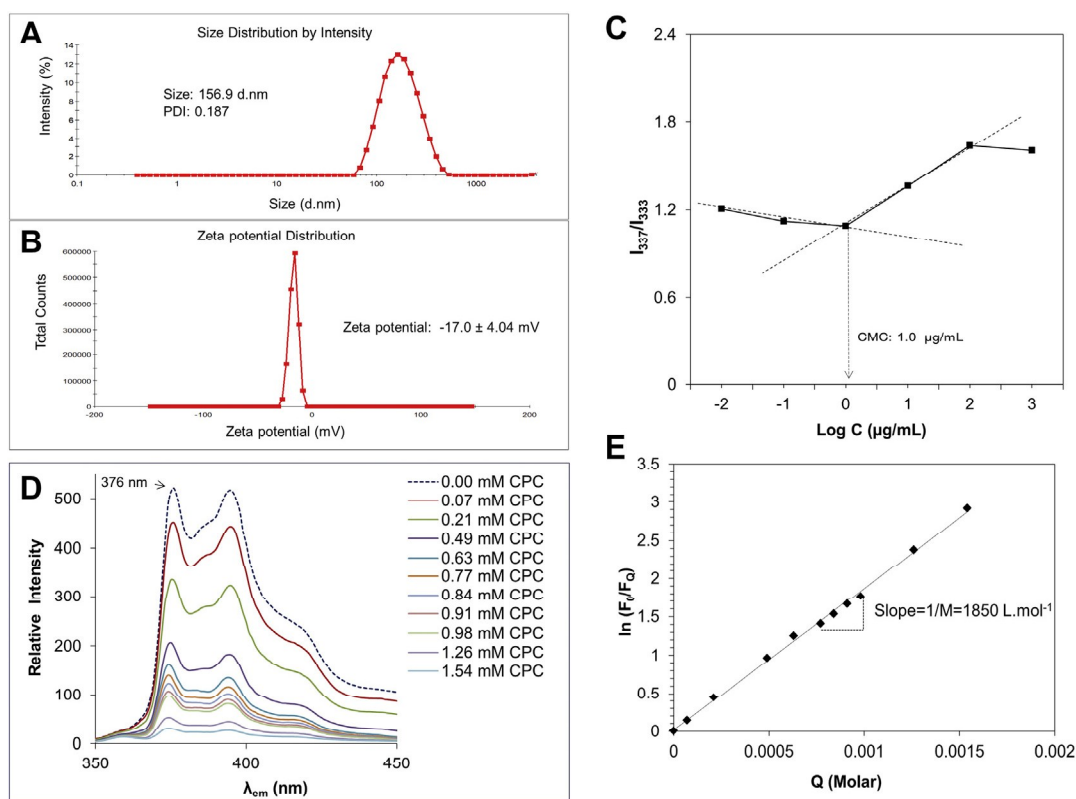 A
Size Distribution by Intensity
Intensity (%)
14
12
10
8
6
4
2
0
Size: 156.9 d.nm
PDI: 0.187
0.1
1
10
100
1000
Size (d.nm)
B
Zeta potential Distribution
Total Counts
600000
500000
400000
300000
200000
100000
0
Zeta potential: -17.0 ± 4.04 mV
-200
-100
0
100
200
Zeta potential (mV)
C
I337/I333
2.4
1.8
1.2
0.6
0
CMC: 1.0 µg/mL
-2
-1
0
1
2
3
Log C (µg/mL)
D
376 nm
Relative Intensity
500
400
300
200
100
0
0.00 mM CPC
0.07 mM CPC
0.21 mM CPC
0.49 mM CPC
0.63 mM CPC
0.77 mM CPC
0.84 mM CPC
0.91 mM CPC
0.98 mM CPC
1.26 mM CPC
1.54 mM CPC
350
400
450
λem (nm)
E
3.5
3
2.5
2
1.5
1
0.5
0
Slope=1/M=1850 L.mol-1
0
0.0005
0.001
0.0015
0.002
Q (Molar)